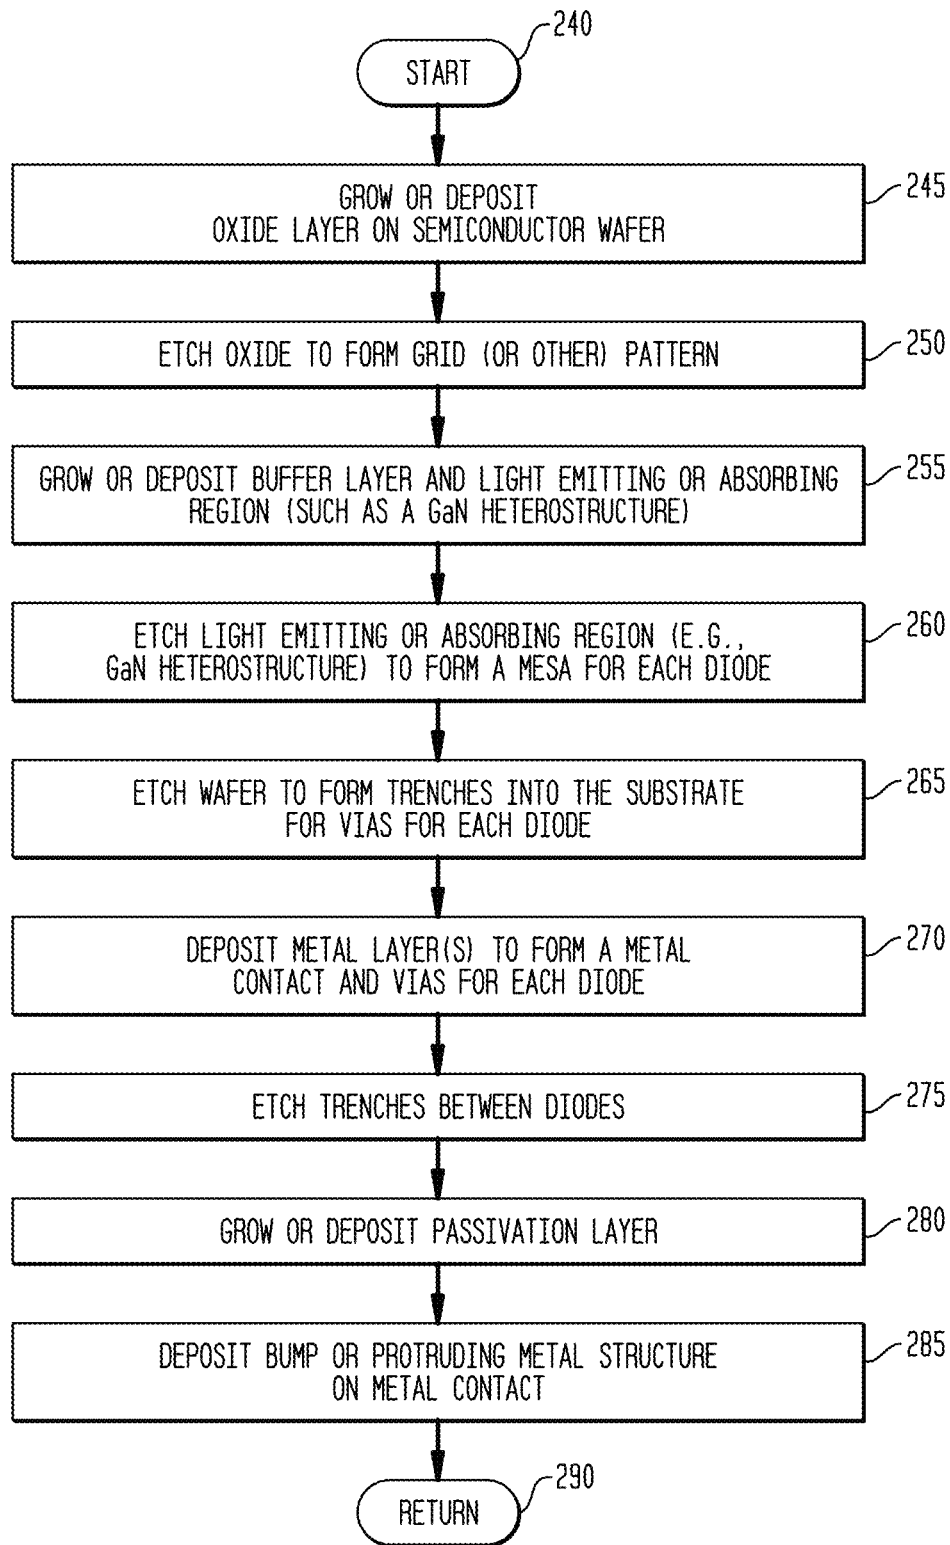 240
START
245
GROW OR DEPOSIT
OXIDE LAYER ON SEMICONDUCTOR WAFER
250
ETCH OXIDE TO FORM GRID (OR OTHER) PATTERN
255
GROW OR DEPOSIT BUFFER LAYER AND LIGHT EMITTING OR ABSORBING
REGION (SUCH AS A GaN HETEROSTRUCTURE)
260
ETCH LIGHT EMITTING OR ABSORBING REGION (E.G.,
GaN HETEROSTRUCTURE) TO FORM A MESA FOR EACH DIODE
265
ETCH WAFER TO FORM TRENCHES INTO THE SUBSTRATE
FOR VIAS FOR EACH DIODE
270
DEPOSIT METAL LAYER(S) TO FORM A METAL
CONTACT AND VIAS FOR EACH DIODE
275
ETCH TRENCHES BETWEEN DIODES
280
GROW OR DEPOSIT PASSIVATION LAYER
285
DEPOSIT BUMP OR PROTRUDING METAL STRUCTURE
ON METAL CONTACT
290
RETURN